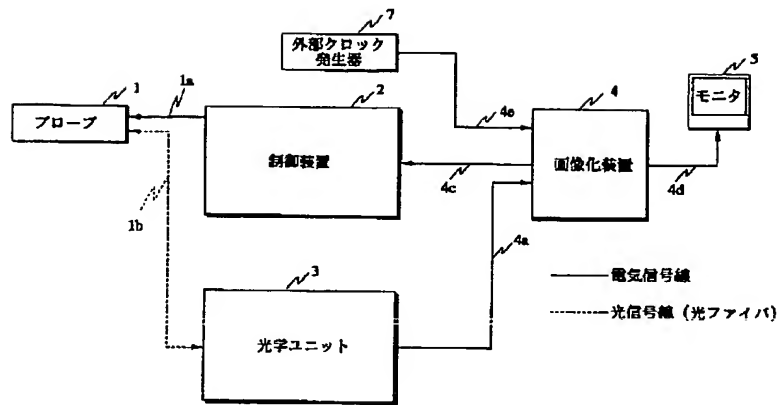 7
外部クロック
発生器
5
モニタ
1
1a
プローブ
2
制御装置
4e
4
画像化装置
4c
4d
1b
4a
3
光学ユニット
電気信号線
光信号線 (光ファイバ)